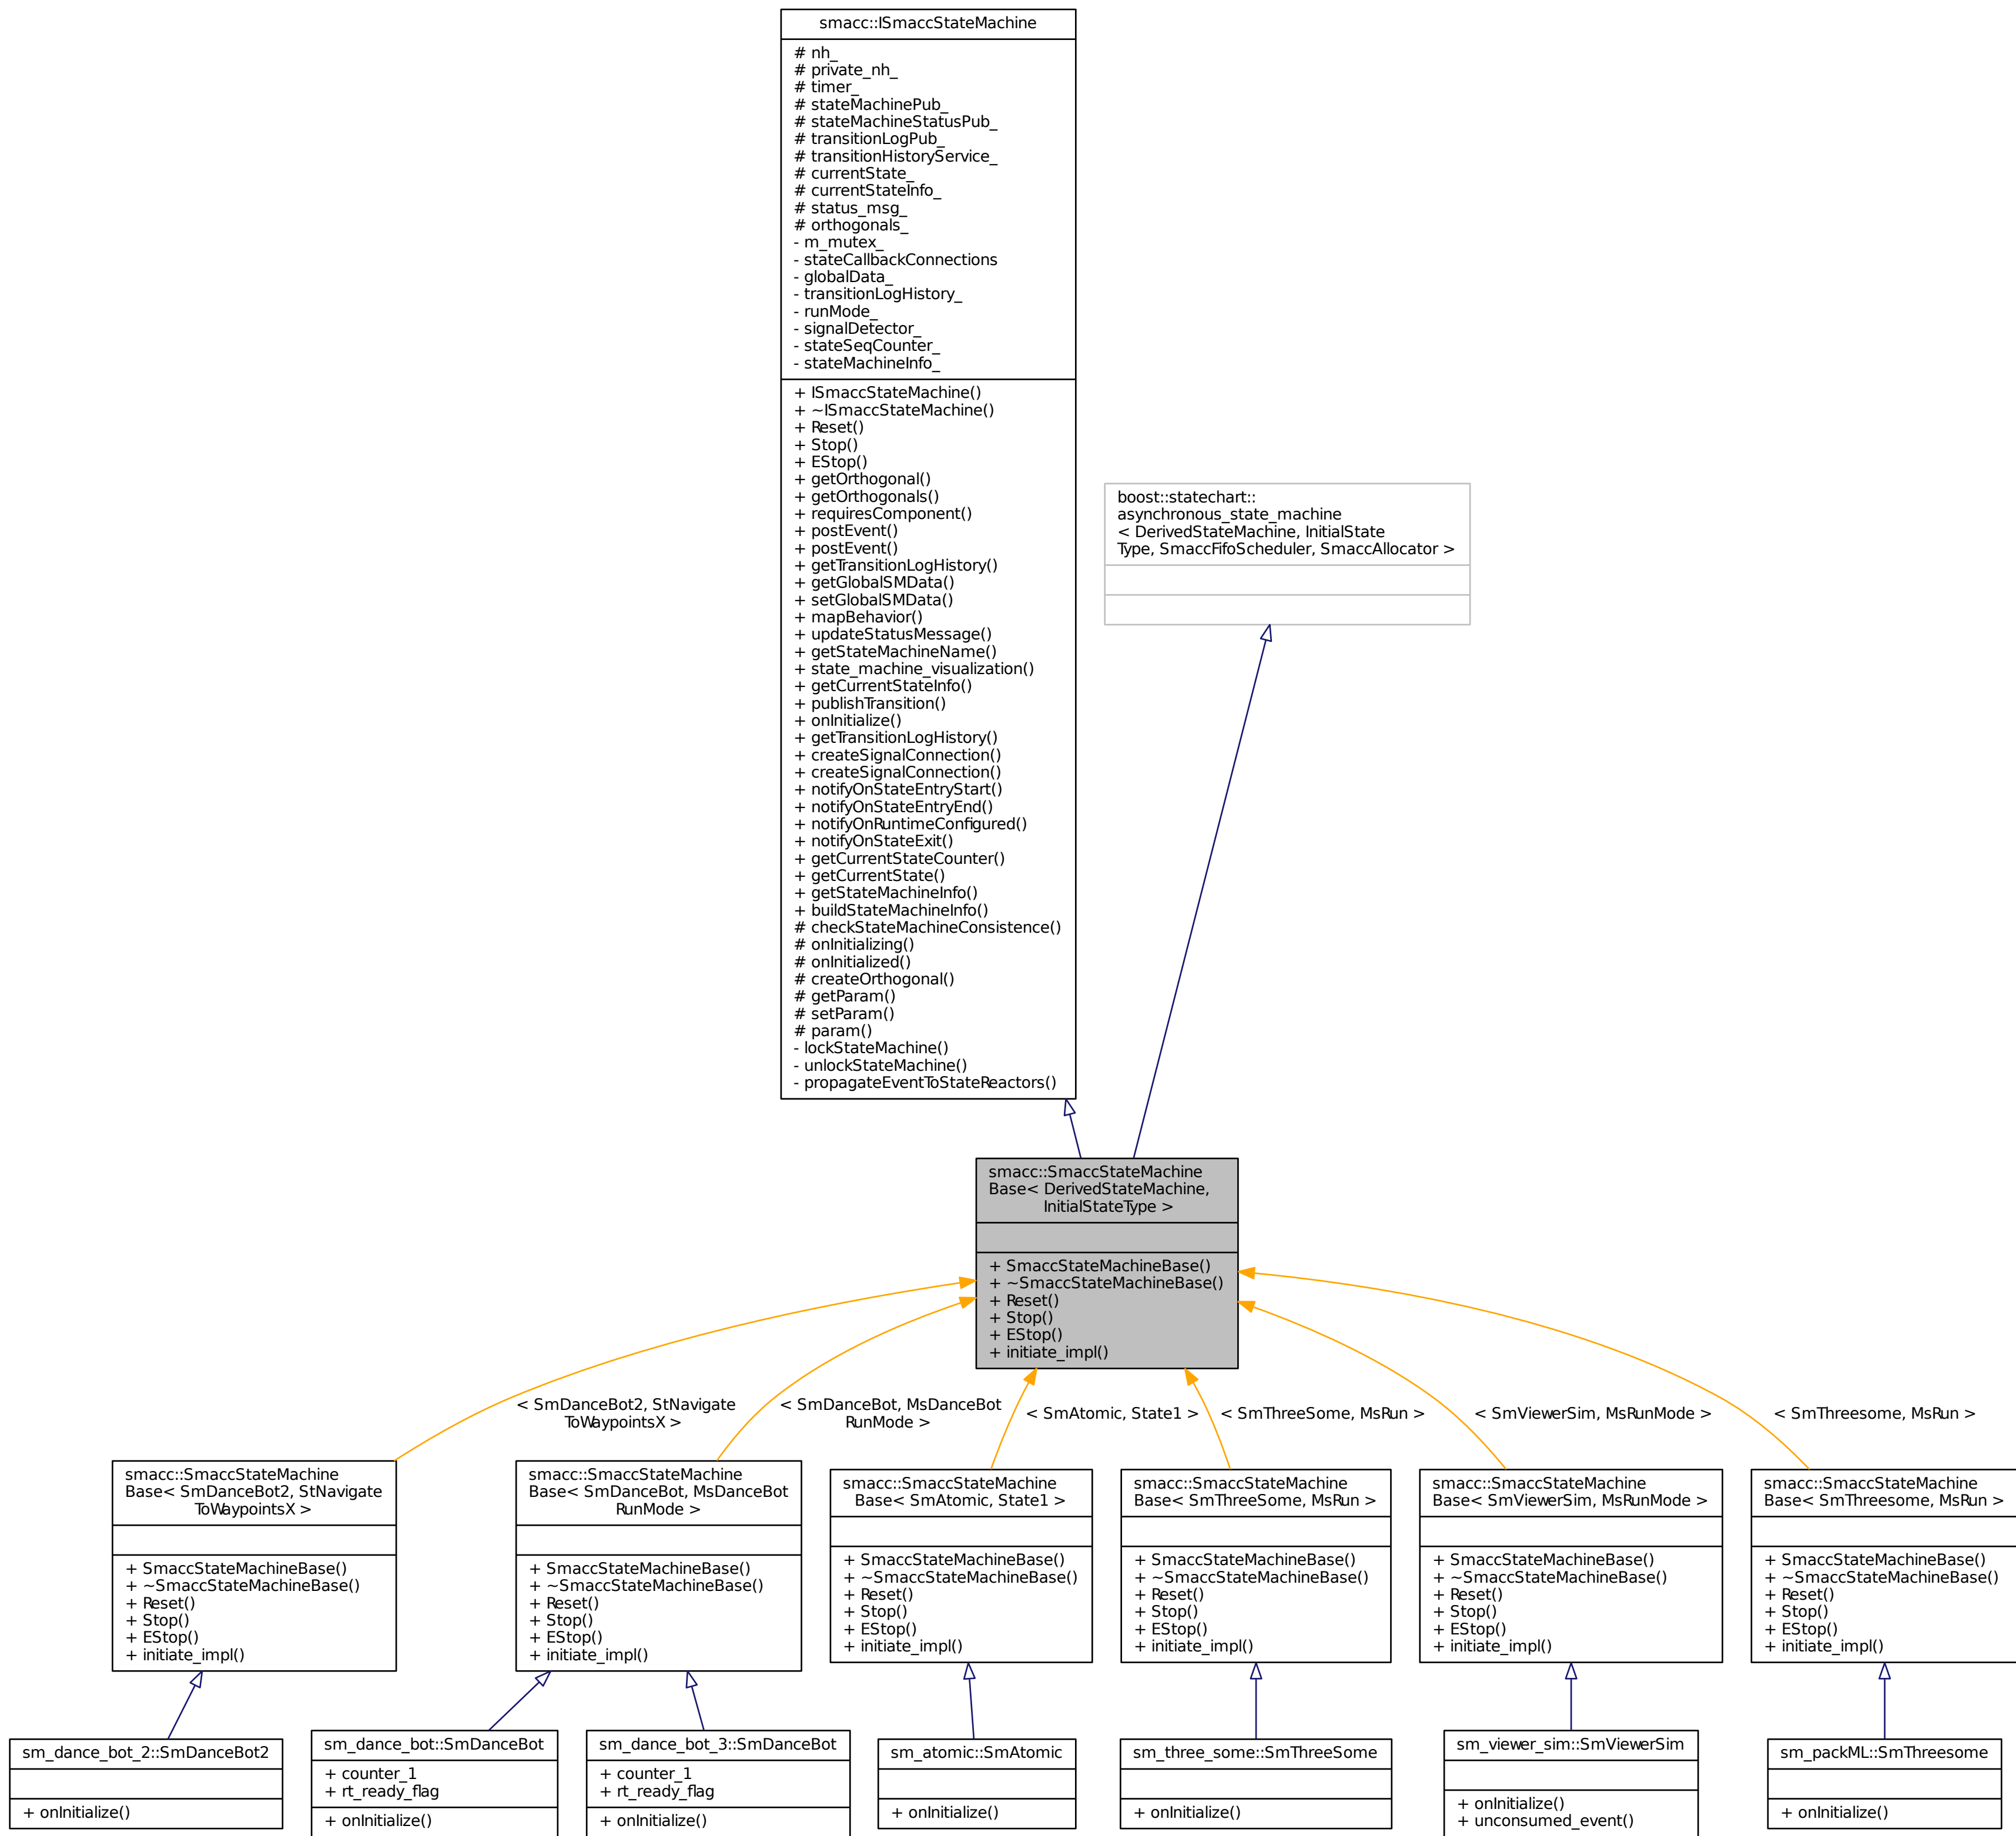 smacc::ISmaccStateMachine
# nh_
# private_nh_
# timer_
# stateMachinePub_
# stateMachineStatusPub_
# transitionLogPub_
# transitionHistoryService_
# currentState_
# currentStateInfo_
# status_msg_
# orthogonals_
- m_mutex_
- stateCallbackConnections
- globalData_
- transitionLogHistory_
- runMode_
- signalDetector_
- stateSeqCounter_
- stateMachineInfo_
+ ISmaccStateMachine()
+ ~ISmaccStateMachine()
+ Reset()
+ Stop()
+ EStop()
+ getOrthogonal()
+ getOrthogonals()
+ requiresComponent()
+ postEvent()
+ postEvent()
+ getTransitionLogHistory()
+ getGlobalSMData()
+ setGlobalSMData()
+ mapBehavior()
+ updateStatusMessage()
+ getStateMachineName()
+ state_machine_visualization()
+ getCurrentStateInfo()
+ publishTransition()
+ onInitialize()
+ getTransitionLogHistory()
+ createSignalConnection()
+ createSignalConnection()
+ notifyOnStateEntryStart()
+ notifyOnStateEntryEnd()
+ notifyOnRuntimeConfigured()
+ notifyOnStateExit()
+ getCurrentStateCounter()
+ getCurrentState()
+ getStateMachineInfo()
+ buildStateMachineInfo()
# checkStateMachineConsistence()
# onInitializing()
# onInitialized()
# createOrthogonal()
# getParam()
# setParam()
# param()
- lockStateMachine()
- unlockStateMachine()
- propagateEventToStateReactors()
boost::statechart::
asynchronous_state_machine
< DerivedStateMachine, InitialState
Type, SmaccFifoScheduler, SmaccAllocator >
smacc::SmaccStateMachine
Base< DerivedStateMachine,
InitialStateType >
+ SmaccStateMachineBase()
+ ~SmaccStateMachineBase()
+ Reset()
+ Stop()
+ EStop()
+ initiate_impl()
< SmDanceBot2, StNavigate
ToWaypointsX >
< SmDanceBot, MsDanceBot
RunMode >
< SmAtomic, State1 >
< SmThreeSome, MsRun >
< SmViewerSim, MsRunMode >
< SmThreesome, MsRun >
smacc::SmaccStateMachine
Base< SmDanceBot2, StNavigate
ToWaypointsX >
+ SmaccStateMachineBase()
+ ~SmaccStateMachineBase()
+ Reset()
+ Stop()
+ EStop()
+ initiate_impl()
smacc::SmaccStateMachine
Base< SmDanceBot, MsDanceBot
RunMode >
+ SmaccStateMachineBase()
+ ~SmaccStateMachineBase()
+ Reset()
+ Stop()
+ EStop()
+ initiate_impl()
smacc::SmaccStateMachine
Base< SmAtomic, State1 >
+ SmaccStateMachineBase()
+ ~SmaccStateMachineBase()
+ Reset()
+ Stop()
+ EStop()
+ initiate_impl()
smacc::SmaccStateMachine
Base< SmThreeSome, MsRun >
+ SmaccStateMachineBase()
+ ~SmaccStateMachineBase()
+ Reset()
+ Stop()
+ EStop()
+ initiate_impl()
smacc::SmaccStateMachine
Base< SmViewerSim, MsRunMode >
+ SmaccStateMachineBase()
+ ~SmaccStateMachineBase()
+ Reset()
+ Stop()
+ EStop()
+ initiate_impl()
smacc::SmaccStateMachine
Base< SmThreesome, MsRun >
+ SmaccStateMachineBase()
+ ~SmaccStateMachineBase()
+ Reset()
+ Stop()
+ EStop()
+ initiate_impl()
sm_dance_bot_2::SmDanceBot2
+ onInitialize()
sm_dance_bot::SmDanceBot
+ counter_1
+ rt_ready_flag
+ onInitialize()
sm_dance_bot_3::SmDanceBot
+ counter_1
+ rt_ready_flag
+ onInitialize()
sm_atomic::SmAtomic
+ onInitialize()
sm_three_some::SmThreeSome
+ onInitialize()
sm_viewer_sim::SmViewerSim
+ onInitialize()
+ unconsumed_event()
sm_packML::SmThreesome
+ onInitialize()